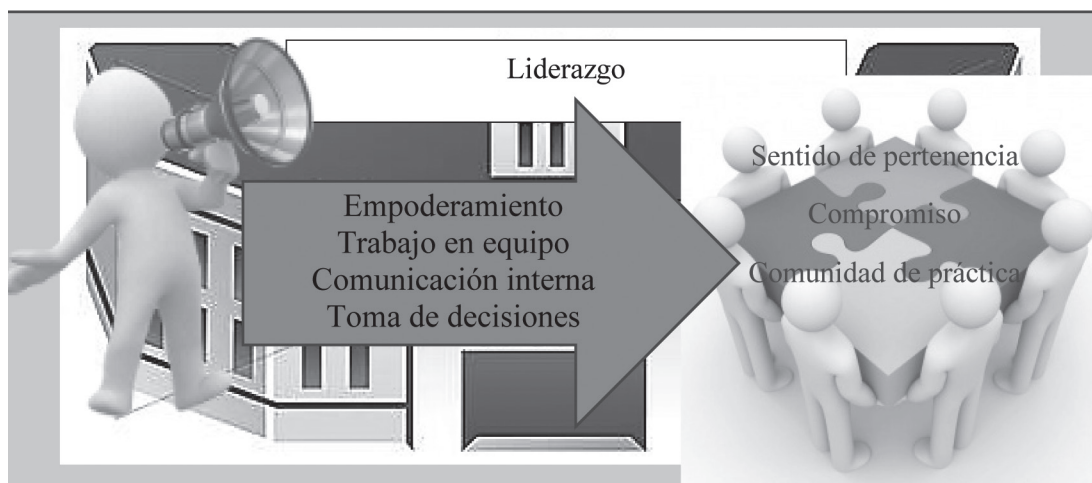 Liderazgo
Empoderamiento
Trabajo en equipo
Comunicación interna
Toma de decisiones
Sentido de pertenencia
Compromiso
Comunidad de práctica